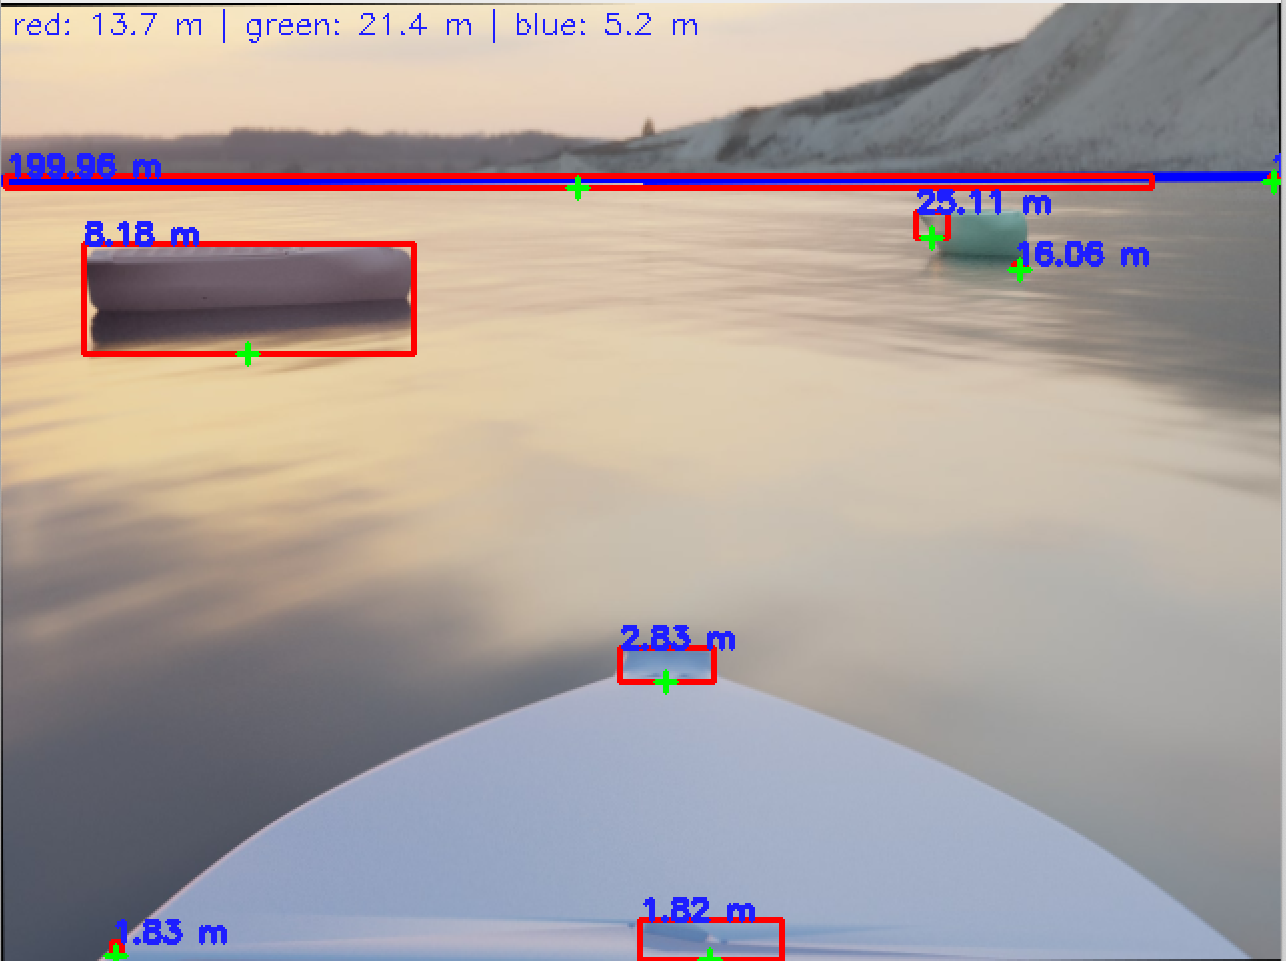 red: 13.7 m | green: 21.4 m | blue: 5.2 m
199.96 m
25.11 m
8.18 m
16.06 m
2.83 m
1.82 m
1.83 m